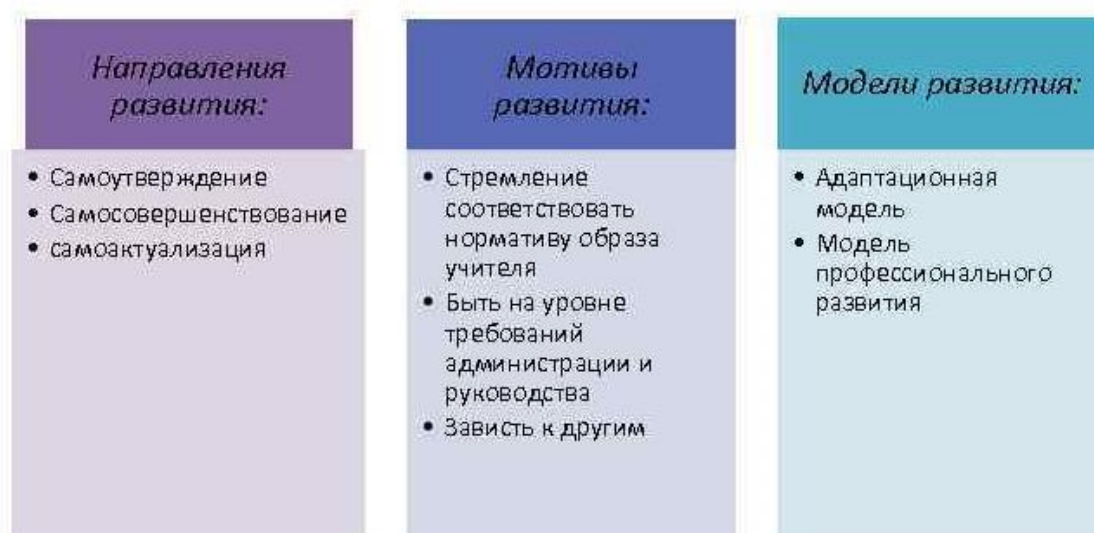 Направления
развития:
• Самоутверждение
• Самосовершенствование
• самоактуализация
Мотивы
развития:
• Стремление
соответствовать
нормативу образа
учителя
• Быть на уровне
требований
администрации и
руководства
• Зависть к другим
Модели развития:
• Адаптационная
модель
• Модель
профессионального
развития